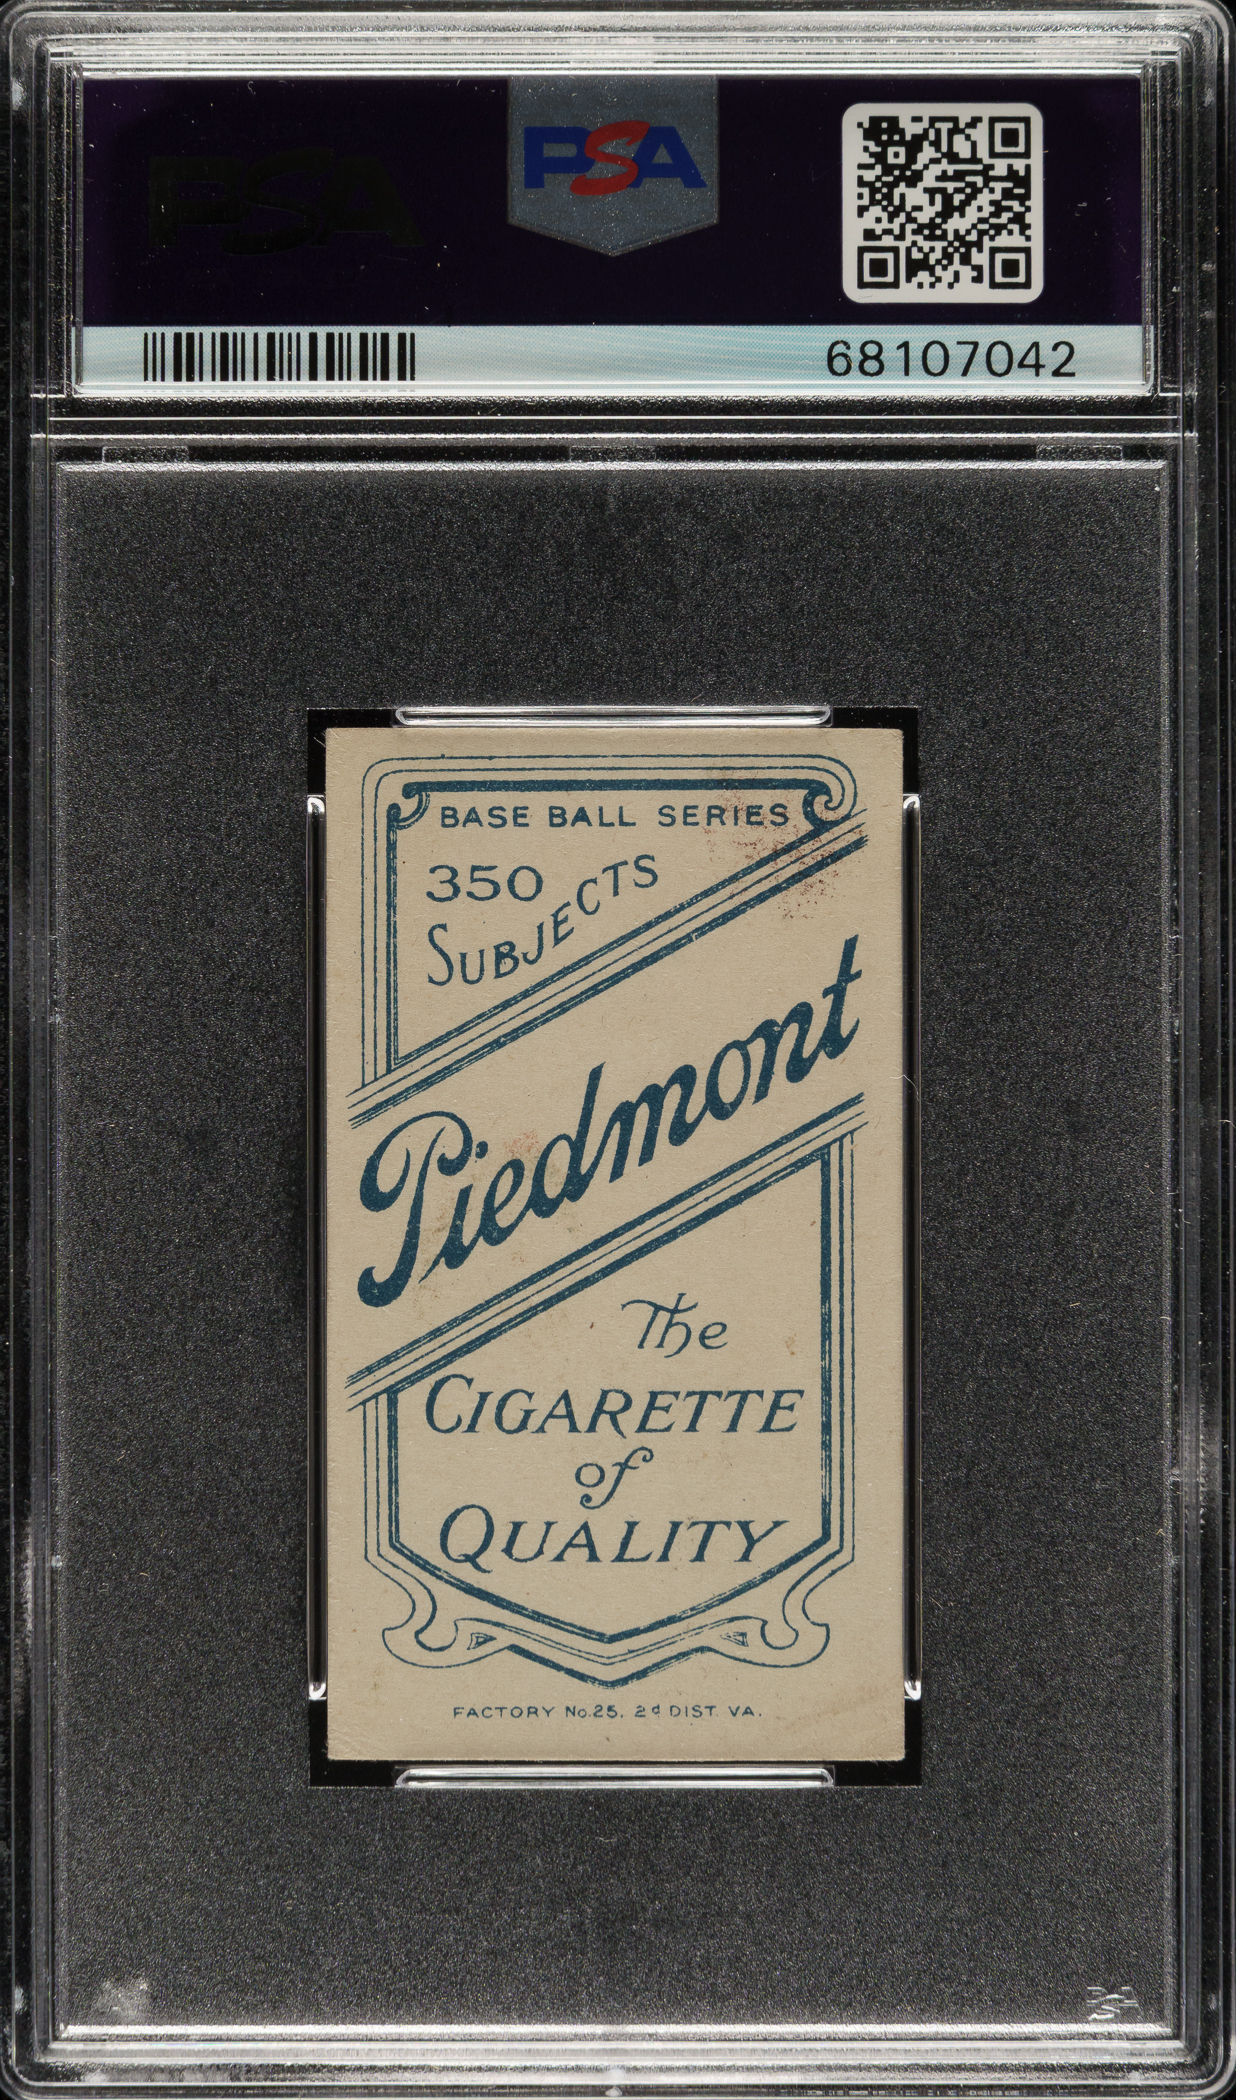 PSA
PSA
68107042
BASE BALL SERIES
350
SUBJECTS
Piedmont
The
CIGARETTE
of
QUALITY
FACTORY No. 25. 2d DIST. VA.
PSA